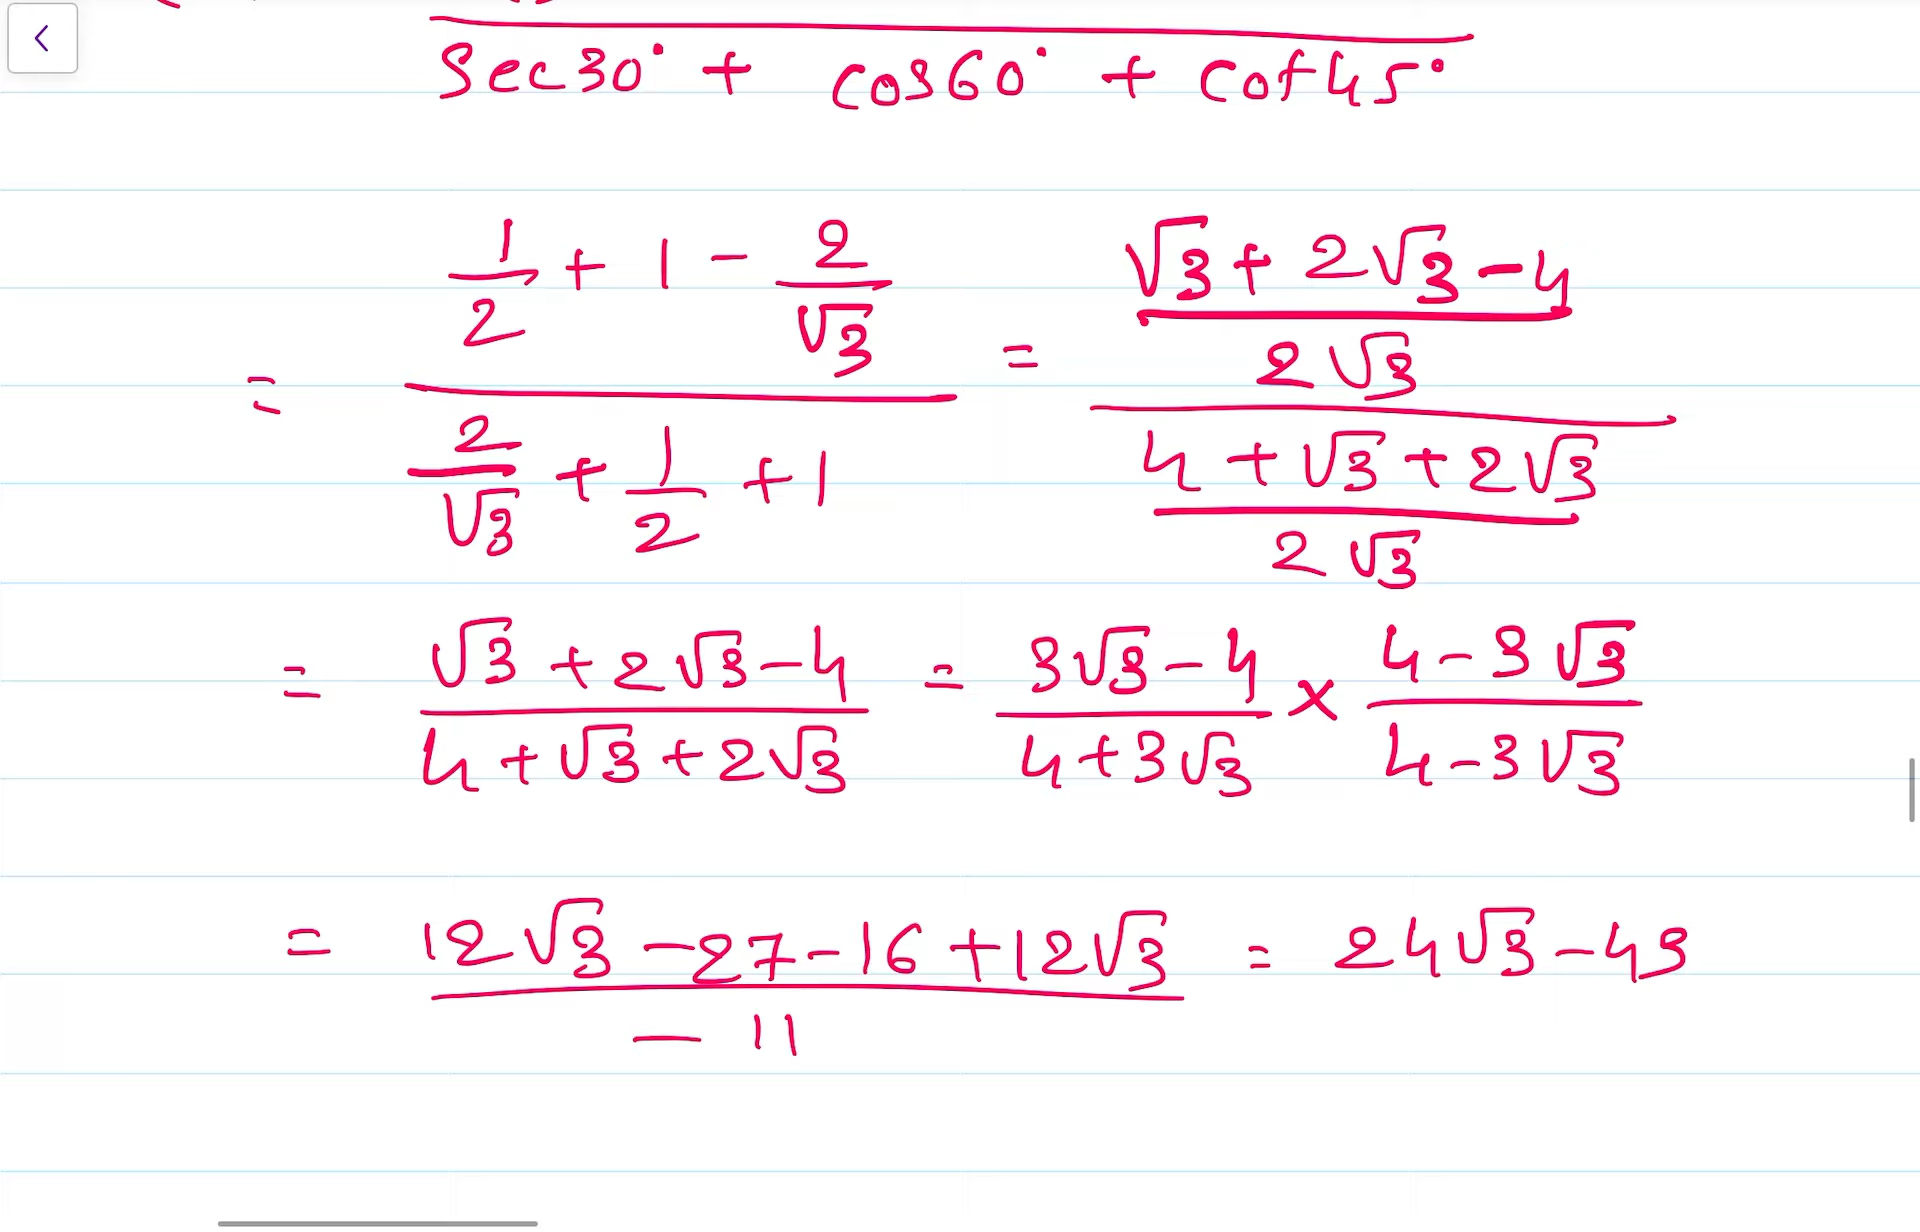 Sec30° + cos60° + cot45°
= (1/2 + 1 - 2/√3) / (2/√3 + 1/2 + 1) = ((√3 + 2√3 - 4) / 2√3) / ((4 + √3 + 2√3) / 2√3)
= (√3 + 2√3 - 4) / (4 + √3 + 2√3) = (3√3 - 4) / (4 + 3√3) × (4 - 3√3) / (4 - 3√3)
= (12√3 - 27 - 16 + 12√3) / (- 11) = 24√3 - 43